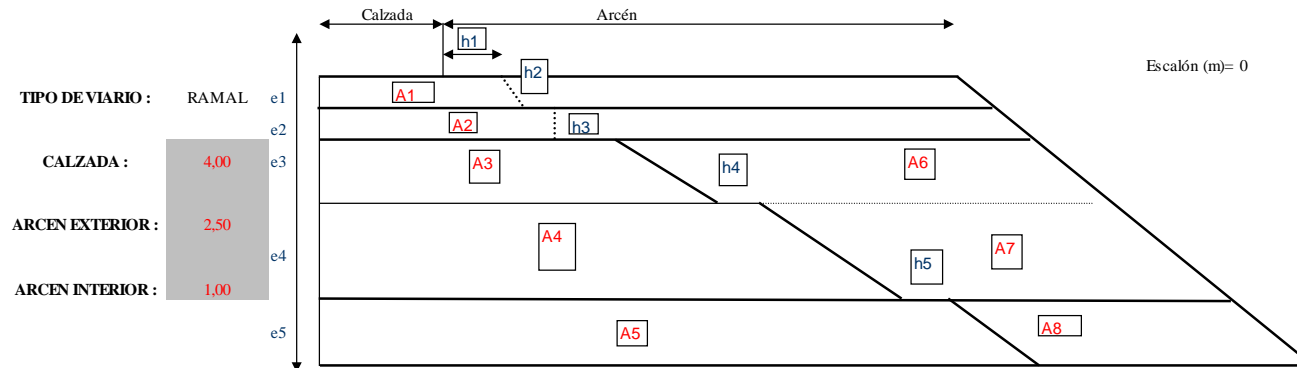 Calzada Arcén
h1
h2 Escalón (m)= 0
TIPO DE VIARIO : RAMAL e1 A1
e2 A2 h3
CALZADA : 4,00 e3 A3 h4 A6
ARCEN EXTERIOR : 2,50 A4 A7
e4 h5
ARCEN INTERIOR : 1,00
e5 A5 A8